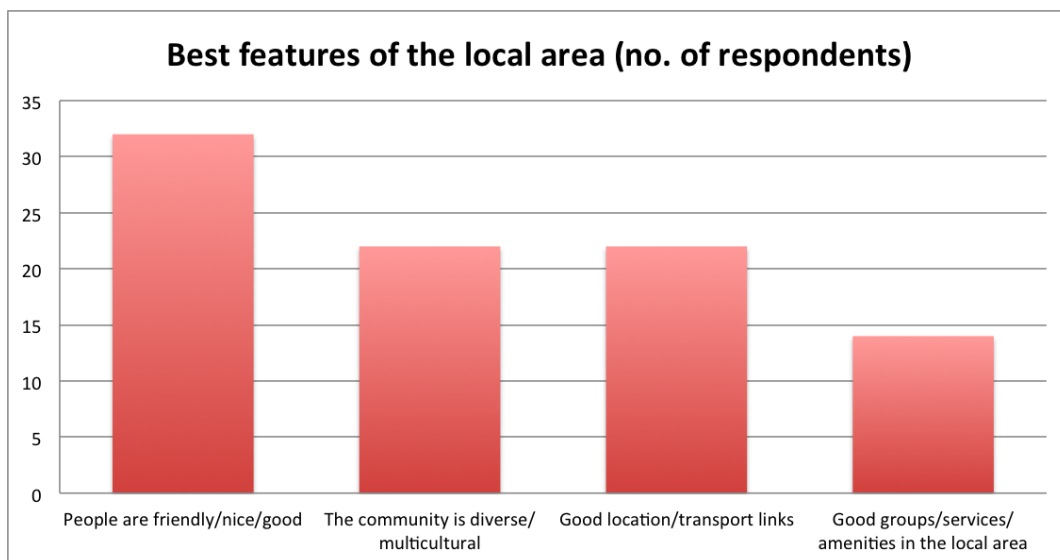 Best features of the local area (no. of respondents)
35
30
25
20
15
10
5
0
People are friendly/nice/good
The community is diverse/
multicultural
Good location/transport links
Good groups/services/
amenities in the local area